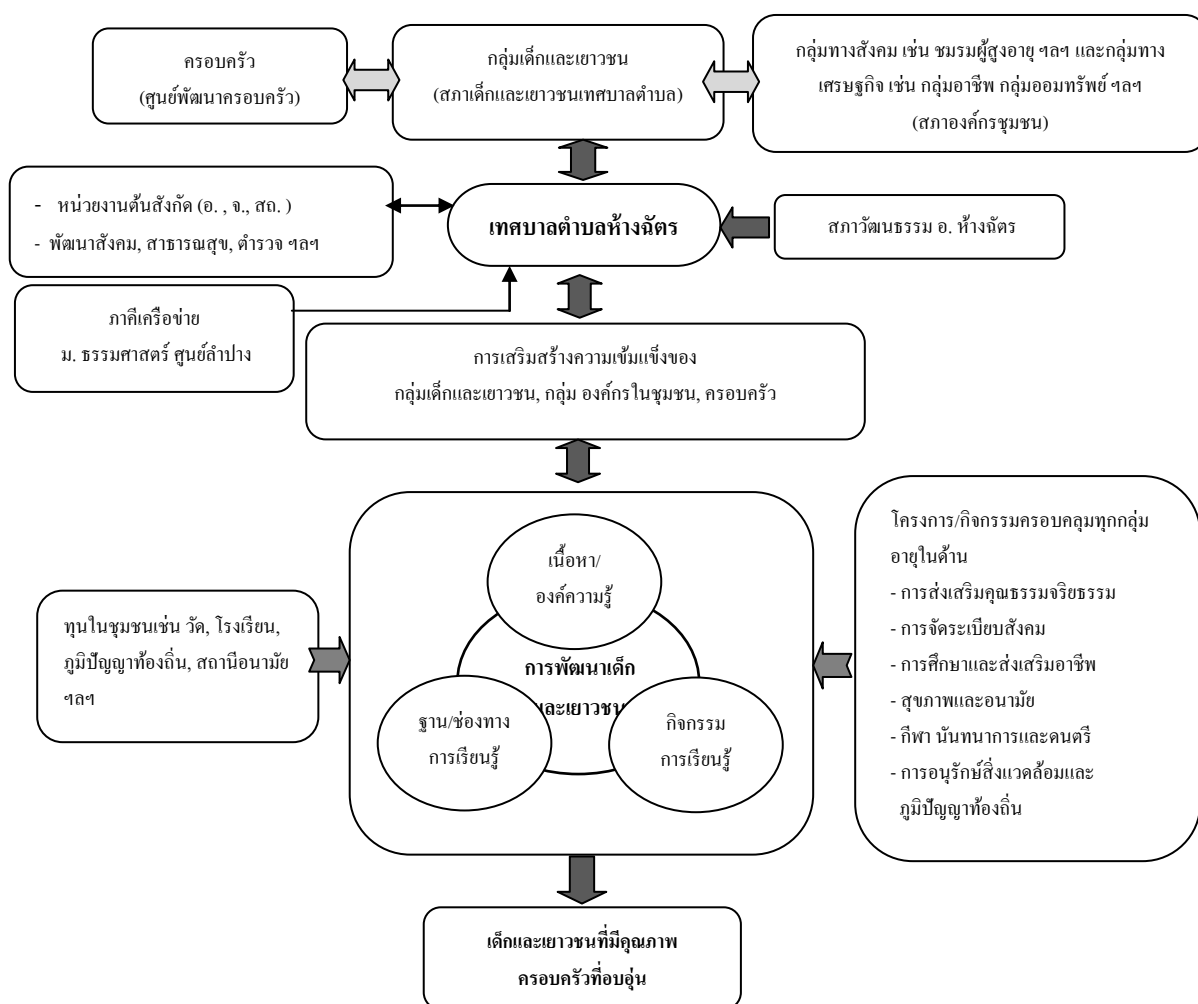 ครอบครัว
(ศูนย์พัฒนาครอบครัว)
กลุ่มเด็กและเยาวชน
(สภาเด็กและเยาวชนเทศบาลตำบล)
กลุ่มทางสังคม เช่น ชมรมผู้สูงอายุ ฯลฯ และกลุ่มทาง
เศรษฐกิจ เช่น กลุ่มอาชีพ กลุ่มออมทรัพย์ ฯลฯ
(สภาองค์กรชุมชน)
- หน่วยงานต้นสังกัด (อ. , จ., สถ. )
- พัฒนาสังคม, สาธารณสุข, ตำรวจ ฯลฯ
เทศบาลตำบลห้างฉัตร
สภาวัฒนธรรม อ. ห้างฉัตร
ภาคีเครือข่าย
ม. ธรรมศาสตร์ ศูนย์ลำปาง
การเสริมสร้างความเข้มแข็งของ
กลุ่มเด็กและเยาวชน, กลุ่ม องค์กรในชุมชน, ครอบครัว
ทุนในชุมชนเช่น วัด, โรงเรียน,
ภูมิปัญญาท้องถิ่น, สถานีอนามัย
ฯลฯ
เนื้อหา/
องค์ความรู้
การพัฒนาเด็ก
และเยาวชน
ฐาน/ช่องทาง
การเรียนรู้
กิจกรรม
การเรียนรู้
โครงการ/กิจกรรมครอบคลุมทุกกลุ่ม
อายุในด้าน
- การส่งเสริมคุณธรรมจริยธรรม
- การจัดระเบียบสังคม
- การศึกษาและส่งเสริมอาชีพ
- สุขภาพและอนามัย
- กีฬา นันทนาการและดนตรี
- การอนุรักษ์สิ่งแวดล้อมและ
ภูมิปัญญาท้องถิ่น
เด็กและเยาวชนที่มีคุณภาพ
ครอบครัวที่อบอุ่น